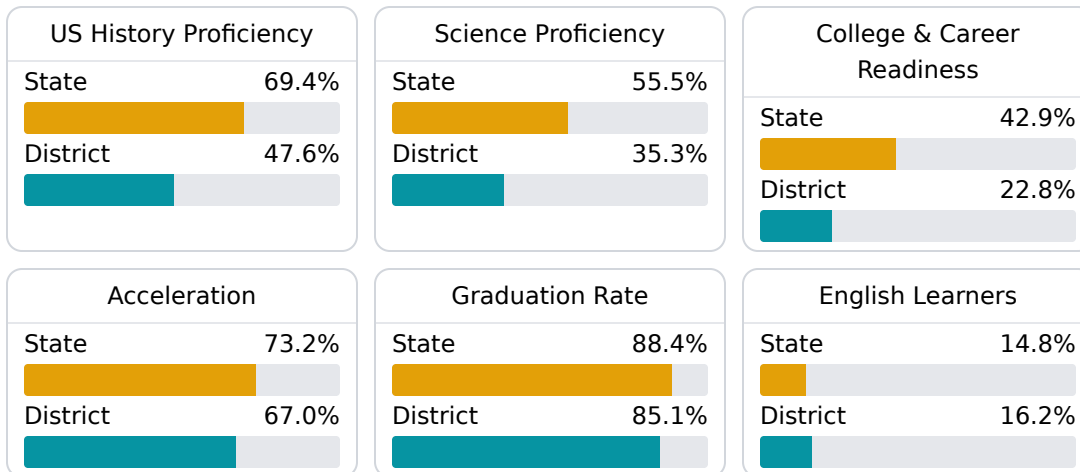 US History Proficiency
State 69.4%
District 47.6%
Science Proficiency
State 55.5%
District 35.3%
College & Career
Readiness
State 42.9%
District 22.8%
Acceleration
State 73.2%
District 67.0%
Graduation Rate
State 88.4%
District 85.1%
English Learners
State 14.8%
District 16.2%